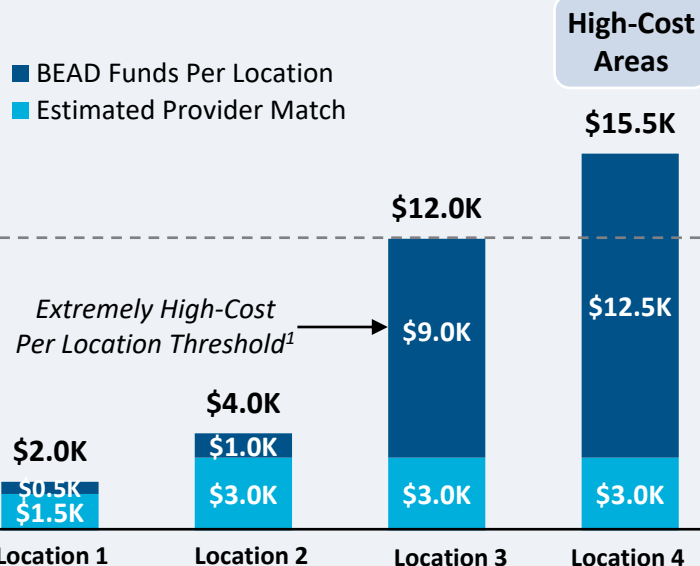 High-Cost
Areas
BEAD Funds Per Location
Estimated Provider Match
$15.5K
$12.0K
Extremely High-Cost
Per Location Threshold1
$9.0K
$12.5K
$4.0K
$2.0K
$1.0K
$0.5K
$1.5K
$3.0K
$3.0K
$3.0K
Location 1
Location 2
Location 3
Location 4